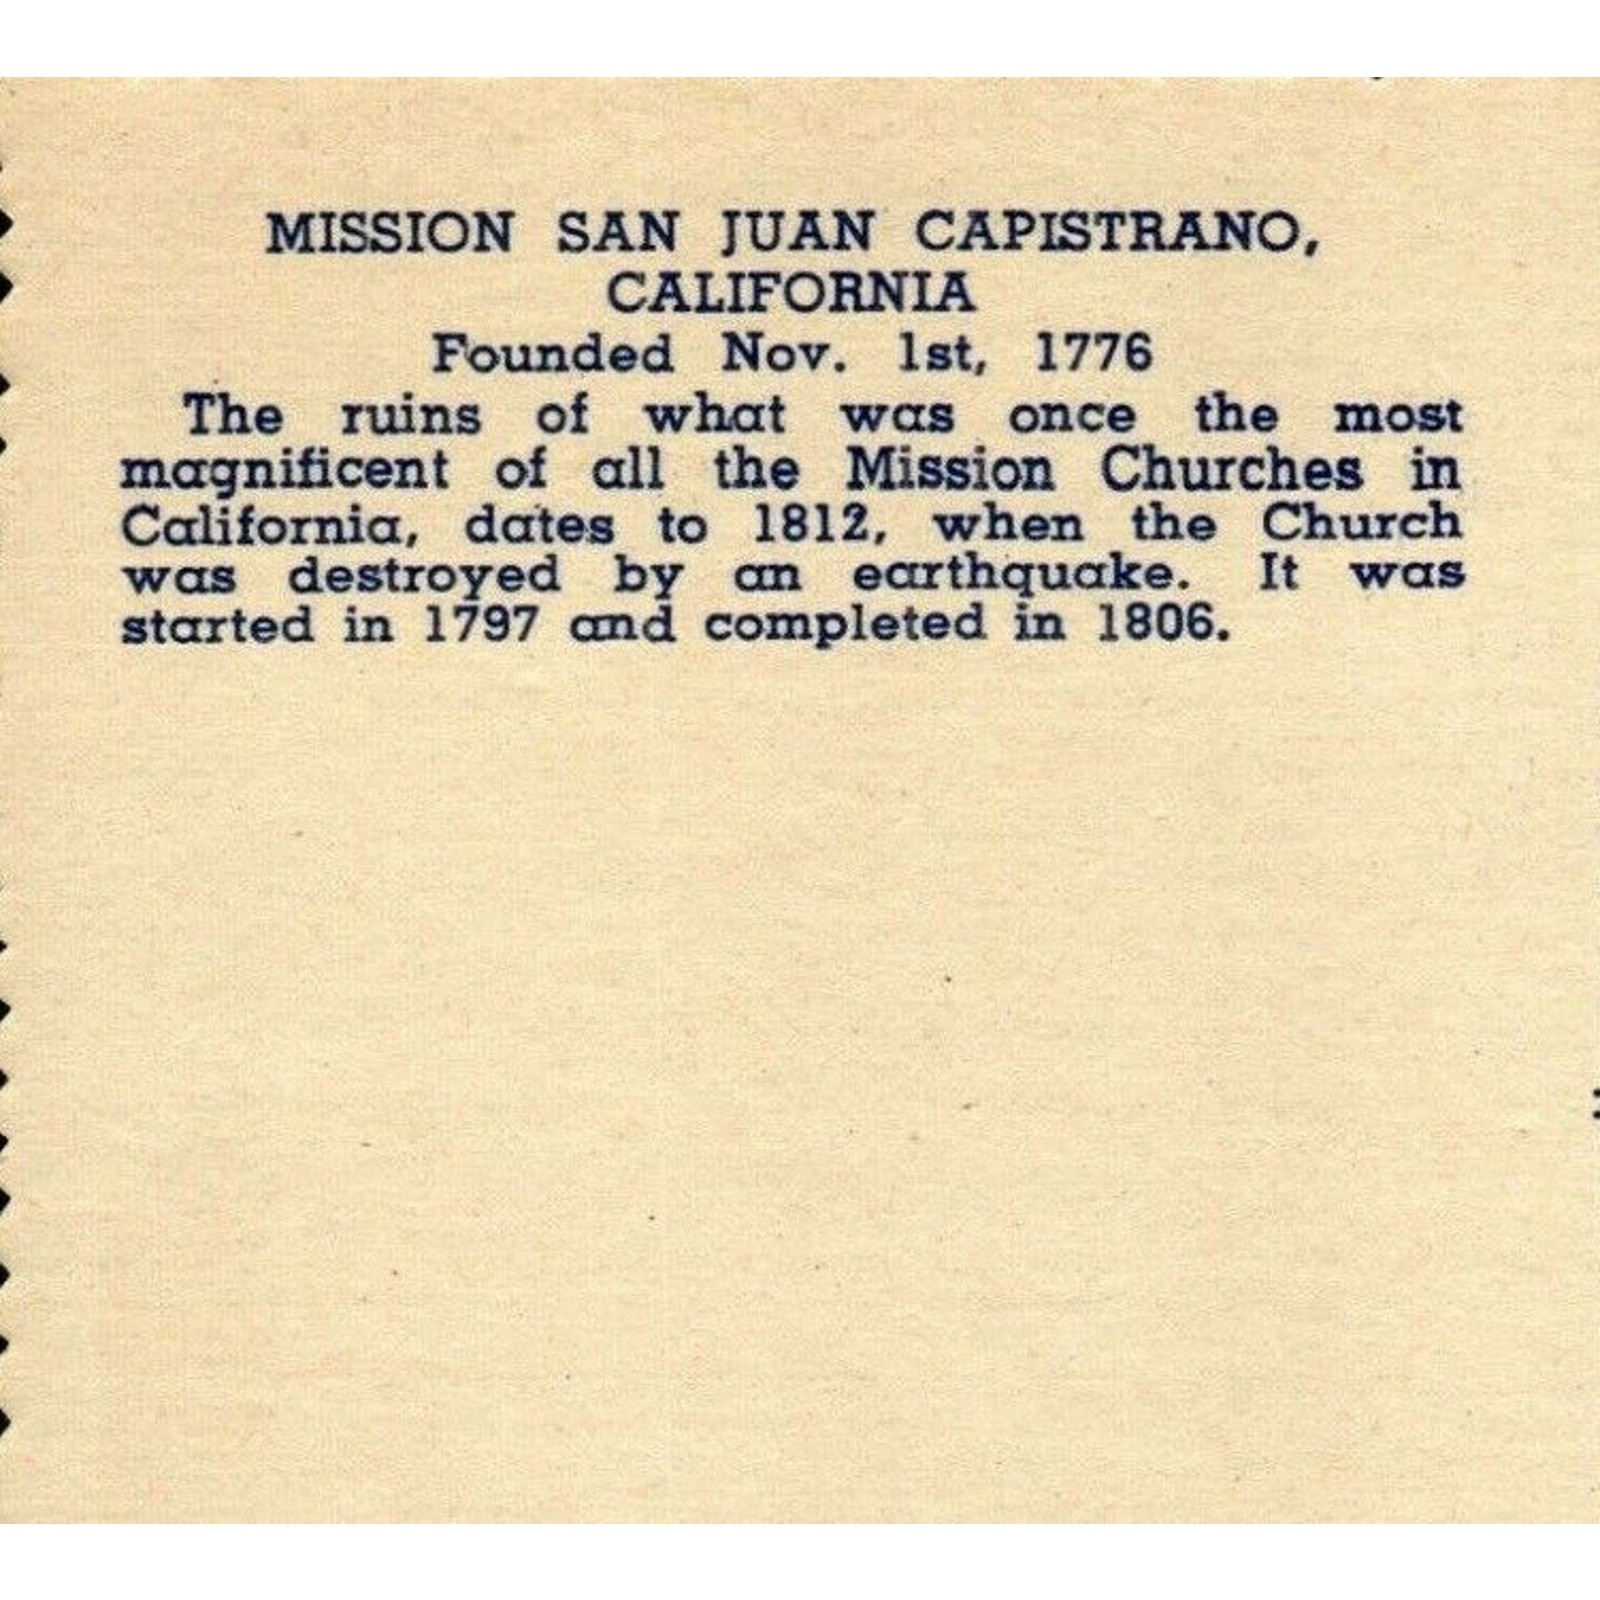 MISSION SAN JUAN CAPISTRANO,
CALIFORNIA
Founded Nov. 1st, 1776
The ruins of what was once the most
magnificent of all the Mission Churches in
California, dates to 1812, when the Church
was destroyed by an earthquake. It was
started in 1797 and completed in 1806.